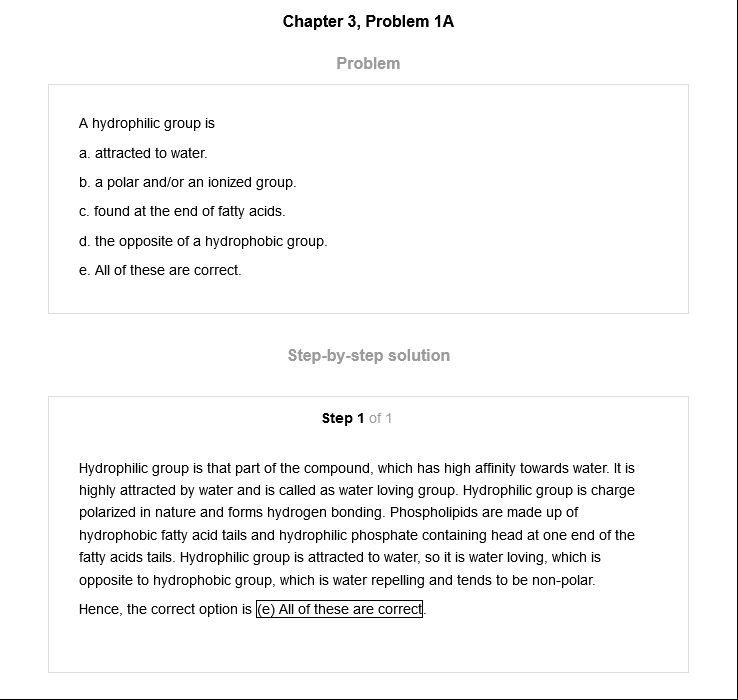 Chapter 3, Problem 1A
Problem
A hydrophilic group is
a. attracted to water.
b. a polar and/or an ionized group.
c. found at the end of fatty acids.
d. the opposite of a hydrophobic group.
e. All of these are correct.
Step-by-step solution
Step 1 of 1
Hydrophilic group is that part of the compound, which has high affinity towards water. It is
highly attracted by water and is called as water loving group. Hydrophilic group is charge
polarized in nature and forms hydrogen bonding. Phospholipids are made up of
hydrophobic fatty acid tails and hydrophilic phosphate containing head at one end of the
fatty acids tails. Hydrophilic group is attracted to water, so it is water loving, which is
opposite to hydrophobic group, which is water repelling and tends to be non-polar.
Hence, the correct option is (e) All of these are correct.